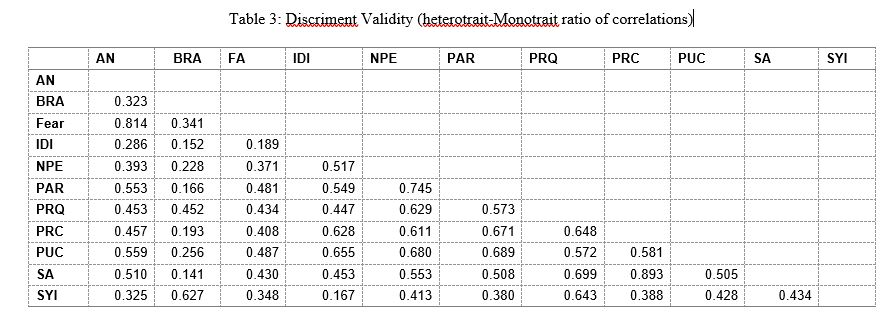 Table 3: Discriment Validity (heterotrait-Monotrait ratio of correlations)
AN BRA FA IDI NPE PAR PRQ PRC PUC SA SYI
AN
BRA 0.323
Fear 0.814 0.341
IDI 0.286 0.152 0.189
NPE 0.393 0.228 0.371 0.517
PAR 0.553 0.166 0.481 0.549 0.745
PRQ 0.453 0.452 0.434 0.447 0.629 0.573
PRC 0.457 0.193 0.408 0.628 0.611 0.671 0.648
PUC 0.559 0.256 0.487 0.655 0.680 0.689 0.572 0.581
SA 0.510 0.141 0.430 0.453 0.553 0.508 0.699 0.893 0.505
SYI 0.325 0.627 0.348 0.167 0.413 0.380 0.643 0.388 0.428 0.434